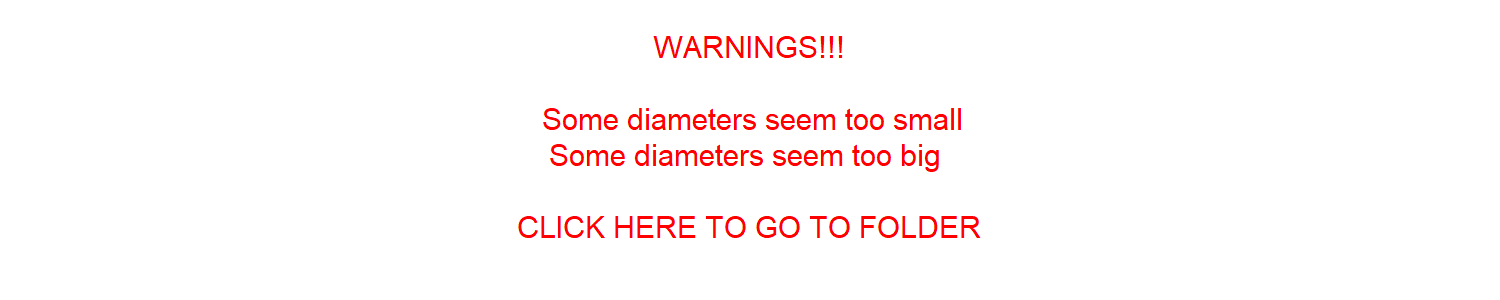 WARNINGS!!!
Some diameters seem too small
Some diameters seem too big
CLICK HERE TO GO TO FOLDER